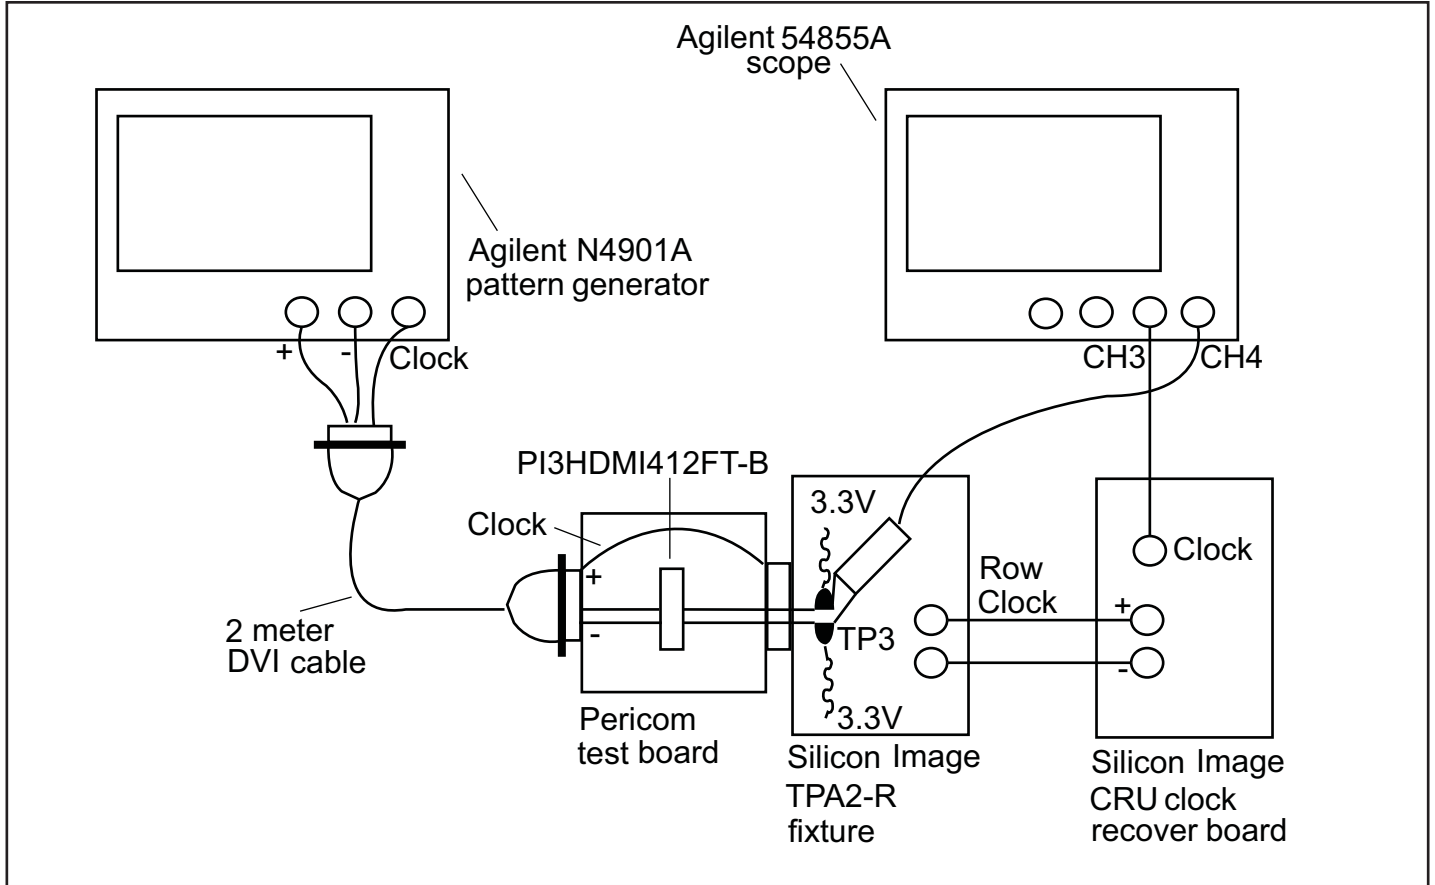 Agilent 54855A
scope
Agilent N4901A
pattern generator
+
-
Clock
CH3
CH4
PI3HDMI412FT-B
Clock
+
-
3.3V
TP3
3.3V
Row
Clock
Clock
+
-
2 meter
DVI cable
Pericom
test board
Silicon Image
TPA2-R
fixture
Silicon Image
CRU clock
recover board